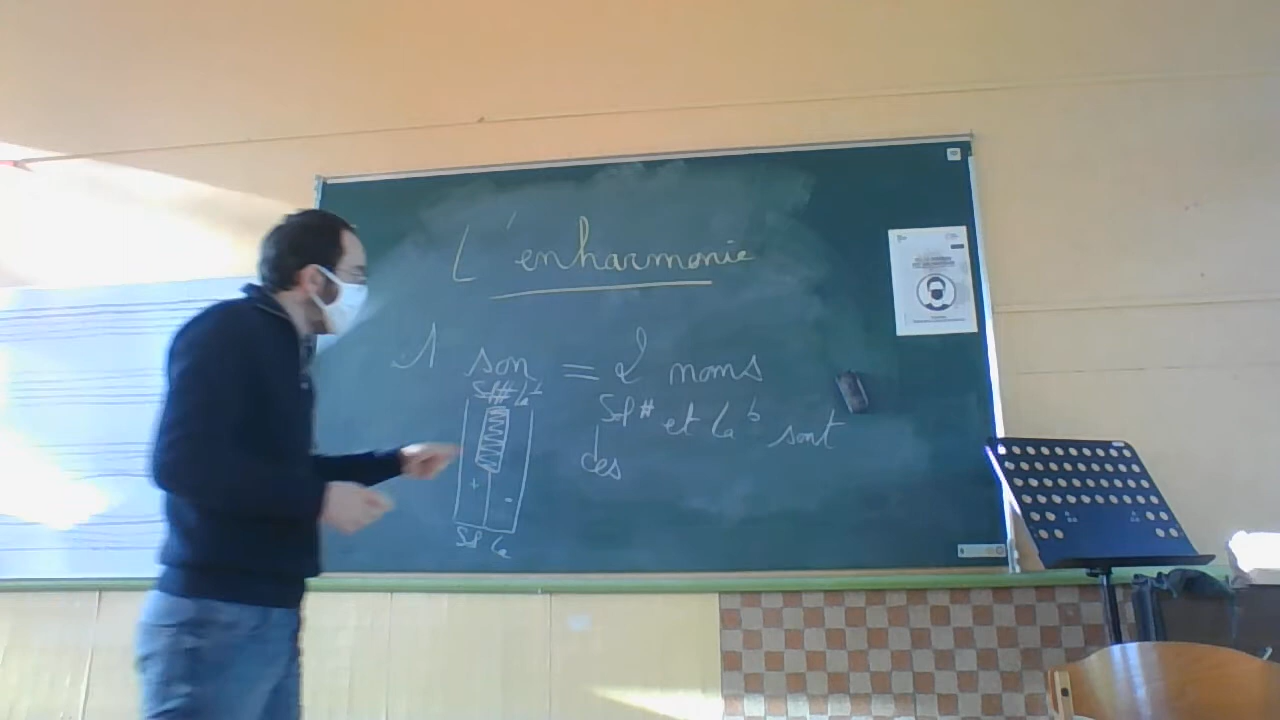 L'enharmonie
1 son = 2 noms
Sol# La b
Sol# et La b sont
des
+ -
Sol La